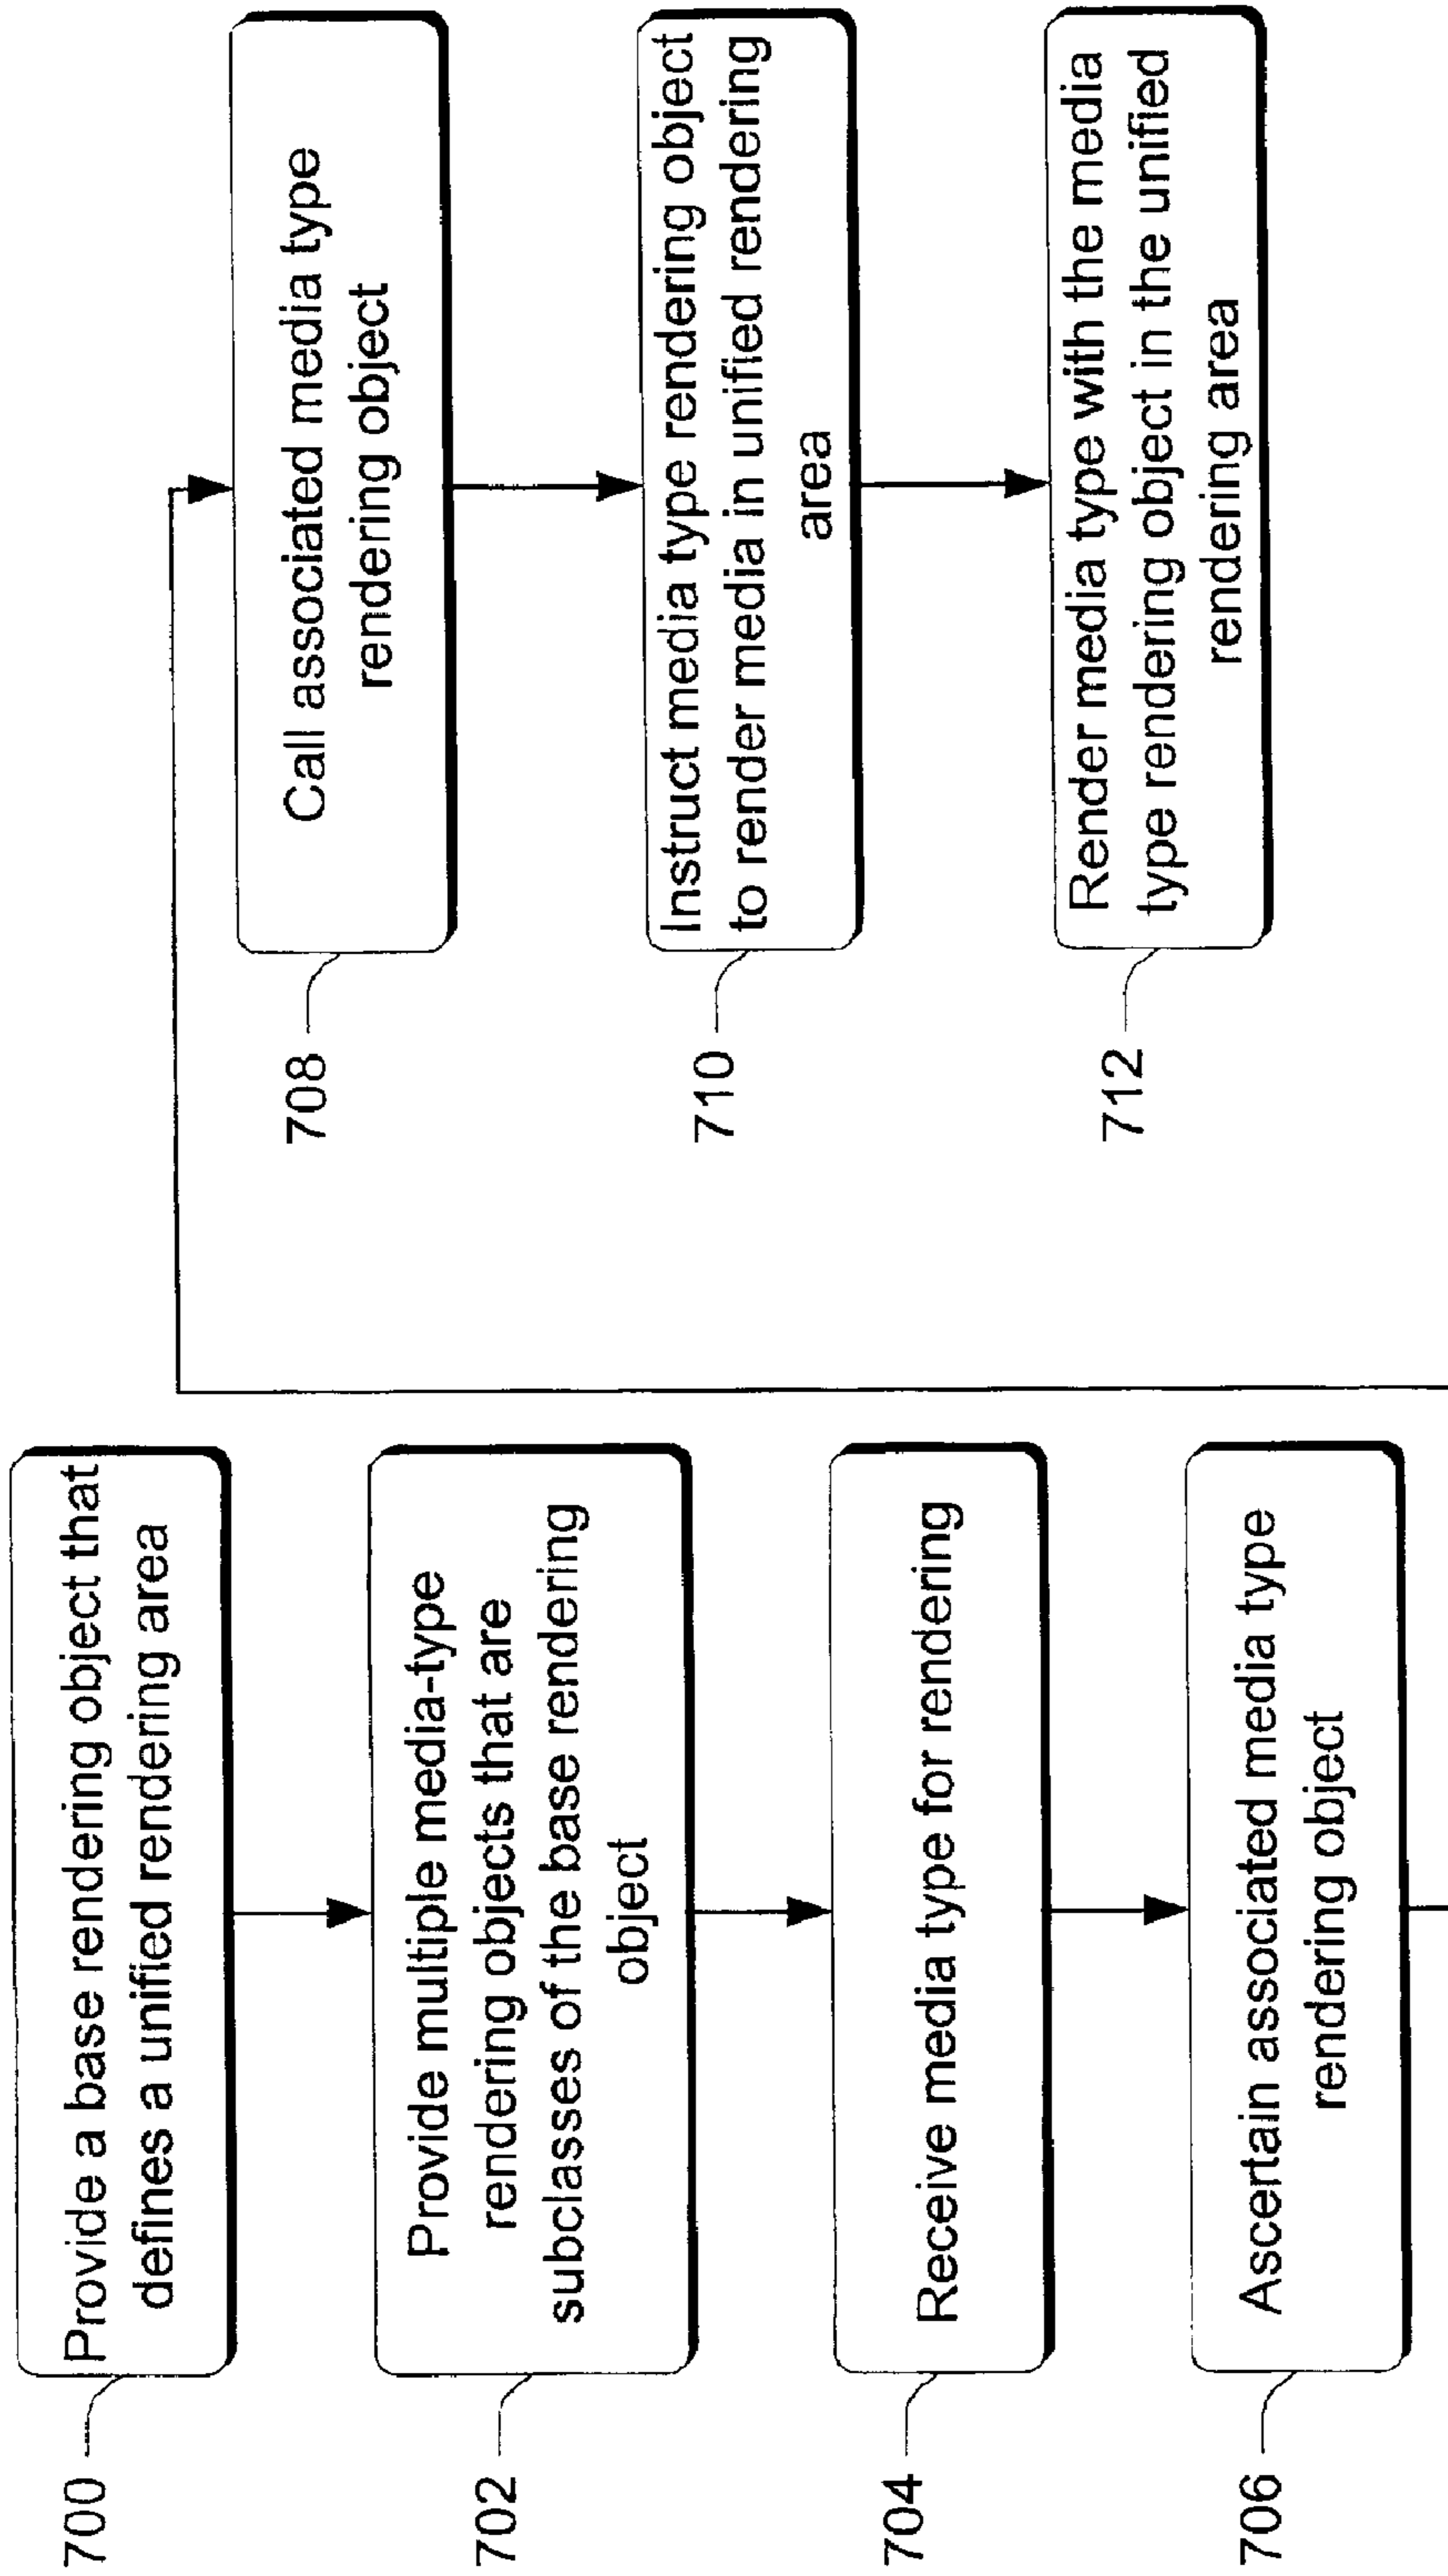 700
Provide a base rendering object that
defines a unified rendering area
702
Provide multiple media-type
rendering objects that are
subclasses of the base rendering
object
704
Receive media type for rendering
706
Ascertain associated media type
rendering object
708
Call associated media type
rendering object
710
Instruct media type rendering object
to render media in unified rendering
area
712
Render media type with the media
type rendering object in the unified
rendering area